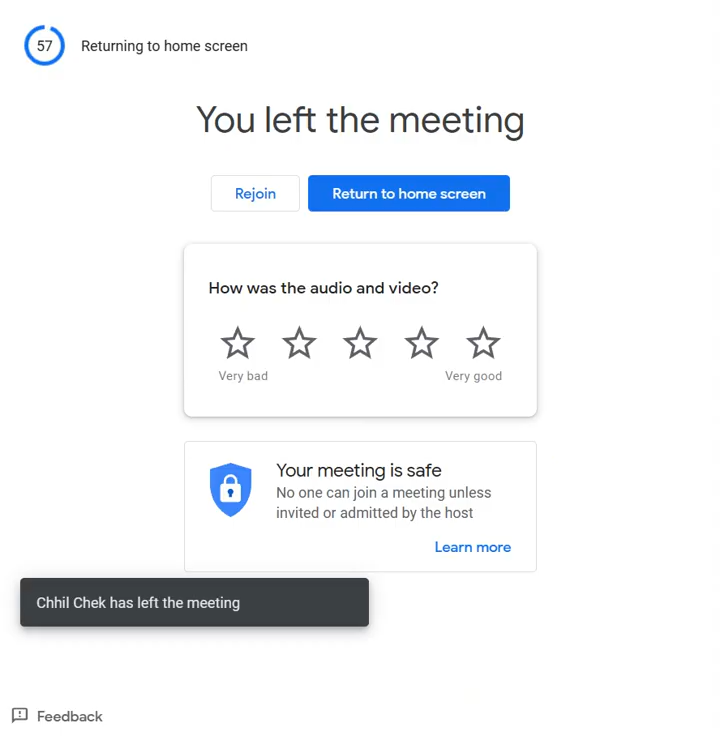 57 Returning to home screen
You left the meeting
Rejoin Return to home screen
How was the audio and video?
Very bad Very good
Your meeting is safe
No one can join a meeting unless
invited or admitted by the host
Learn more
Chhil Chek has left the meeting
Feedback